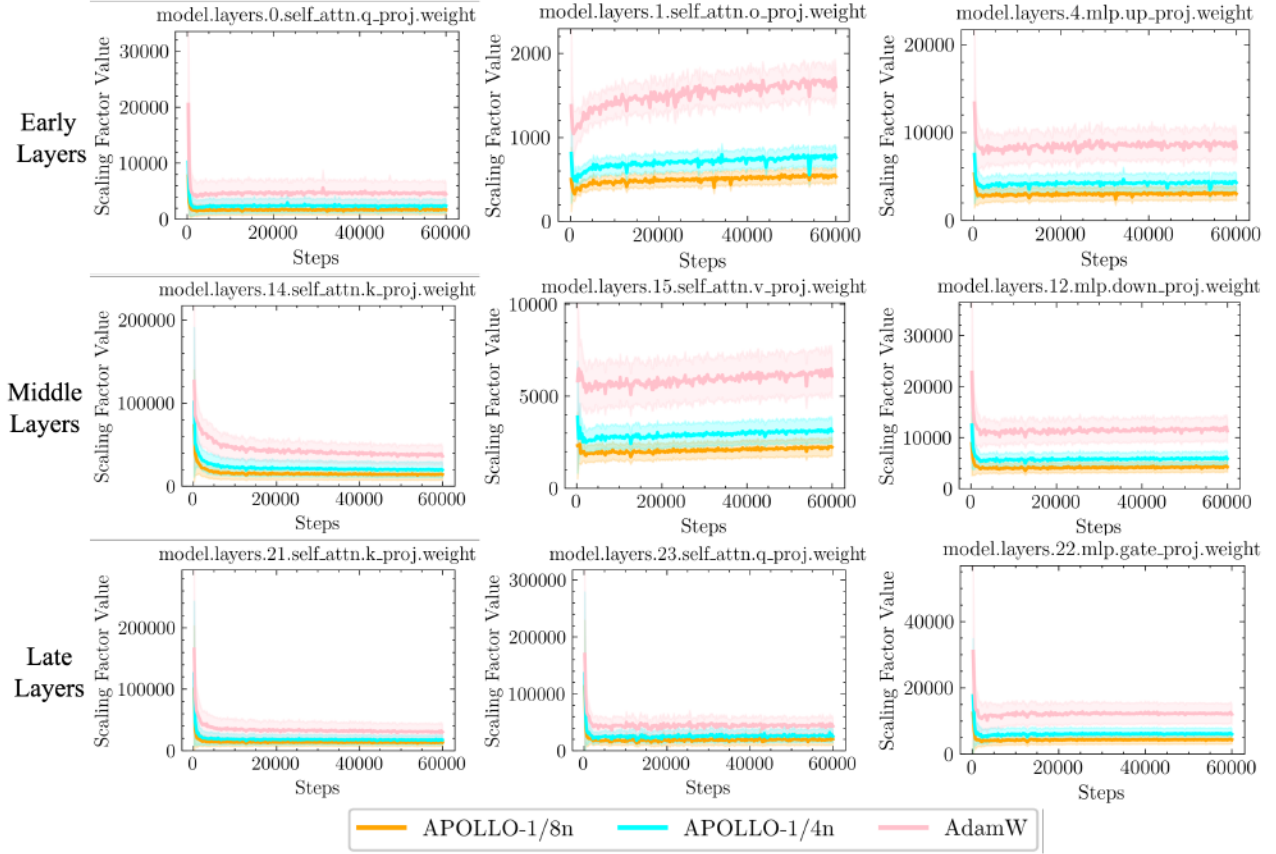 model.layers.0.self_attn.q_proj.weight
model.layers.1.self_attn.o_proj.weight
model.layers.4.mlp.up_proj.weight
Early
Layers
Scaling Factor Value
30000
20000
10000
0
0 20000 40000 60000
Steps
Scaling Factor Value
2000
1000
0
0 20000 40000 60000
Steps
Scaling Factor Value
20000
10000
0
0 20000 40000 60000
Steps
model.layers.14.self_attn.k_proj.weight
model.layers.15.self_attn.v_proj.weight
model.layers.12.mlp.down_proj.weight
Middle
Layers
Scaling Factor Value
200000
100000
0
0 20000 40000 60000
Steps
Scaling Factor Value
10000
5000
0
0 20000 40000 60000
Steps
Scaling Factor Value
30000
20000
10000
0
0 20000 40000 60000
Steps
model.layers.21.self_attn.k_proj.weight
model.layers.23.self_attn.q_proj.weight
model.layers.22.mlp.gate_proj.weight
Late
Layers
Scaling Factor Value
200000
100000
0
0 20000 40000 60000
Steps
Scaling Factor Value
300000
200000
100000
0
0 20000 40000 60000
Steps
Scaling Factor Value
40000
20000
0
0 20000 40000 60000
Steps
APOLLO-1/8n APOLLO-1/4n AdamW